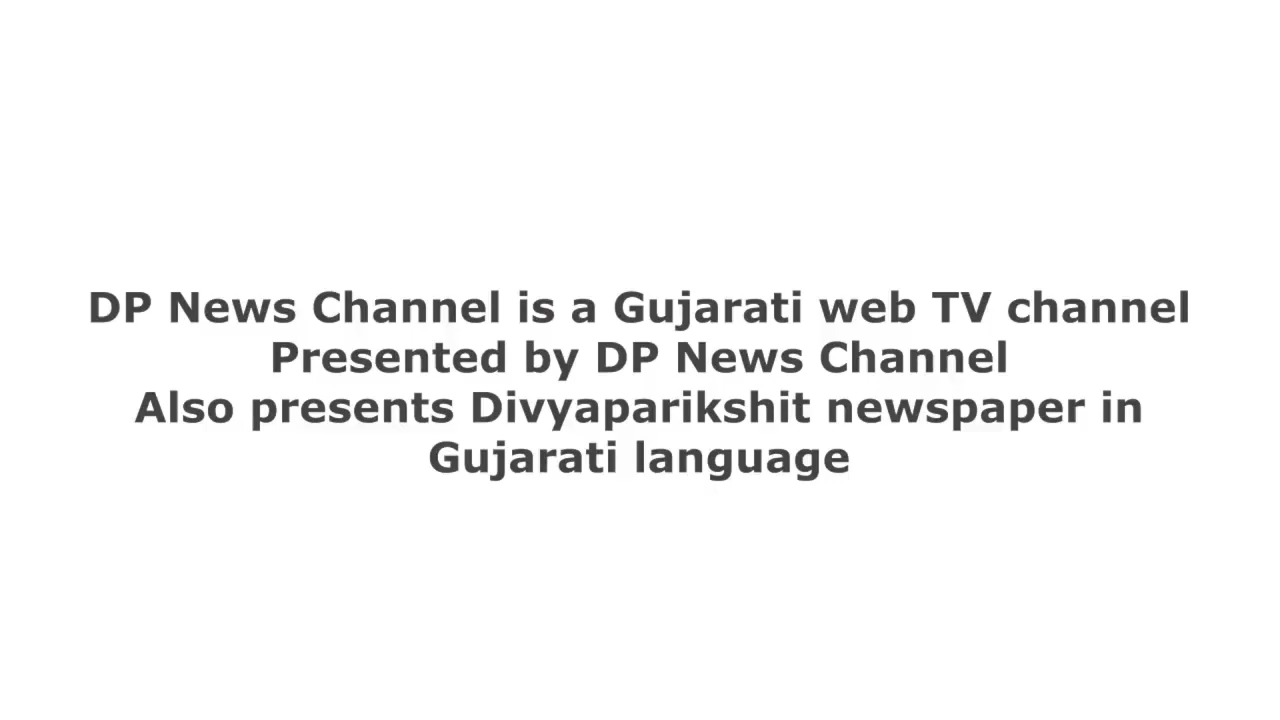 DP News Channel is a Gujarati web TV channel
Presented by DP News Channel
Also presents Divyaparikshit newspaper in
Gujarati language